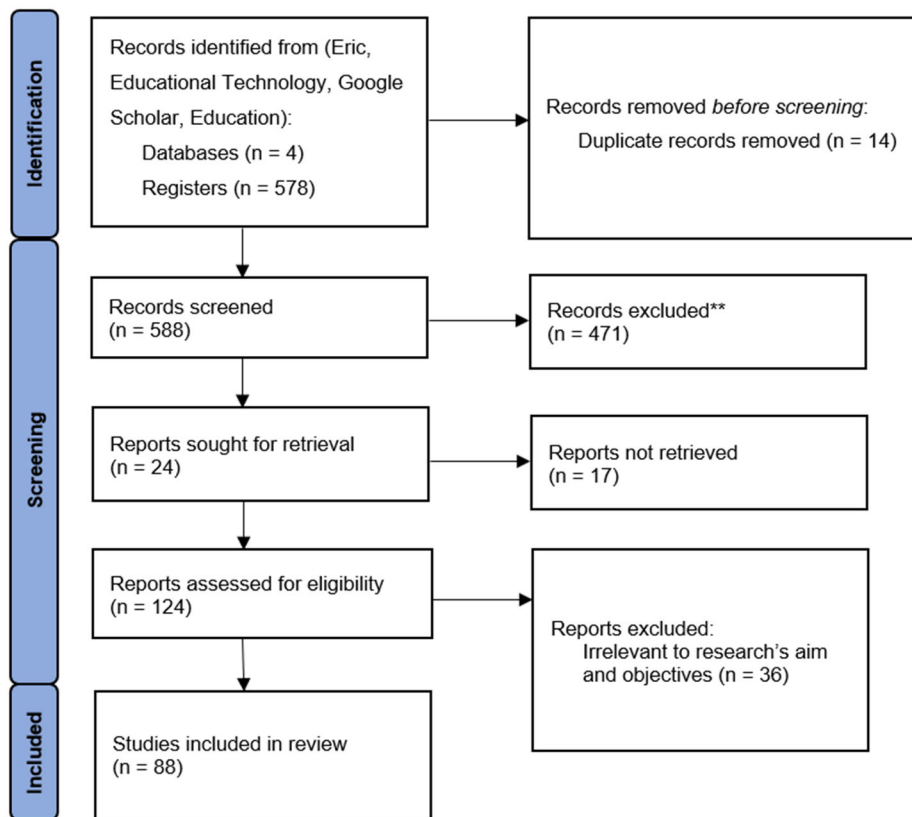 Identification
Records identified from (Eric,
Educational Technology, Google
Scholar, Education):
Databases (n = 4)
Registers (n = 578)
Records removed before screening:
Duplicate records removed (n = 14)
Screening
Records screened
(n = 588)
Records excluded**
(n = 471)
Reports sought for retrieval
(n = 24)
Reports not retrieved
(n = 17)
Reports assessed for eligibility
(n = 124)
Reports excluded:
Irrelevant to research's aim
and objectives (n = 36)
Included
Studies included in review
(n = 88)